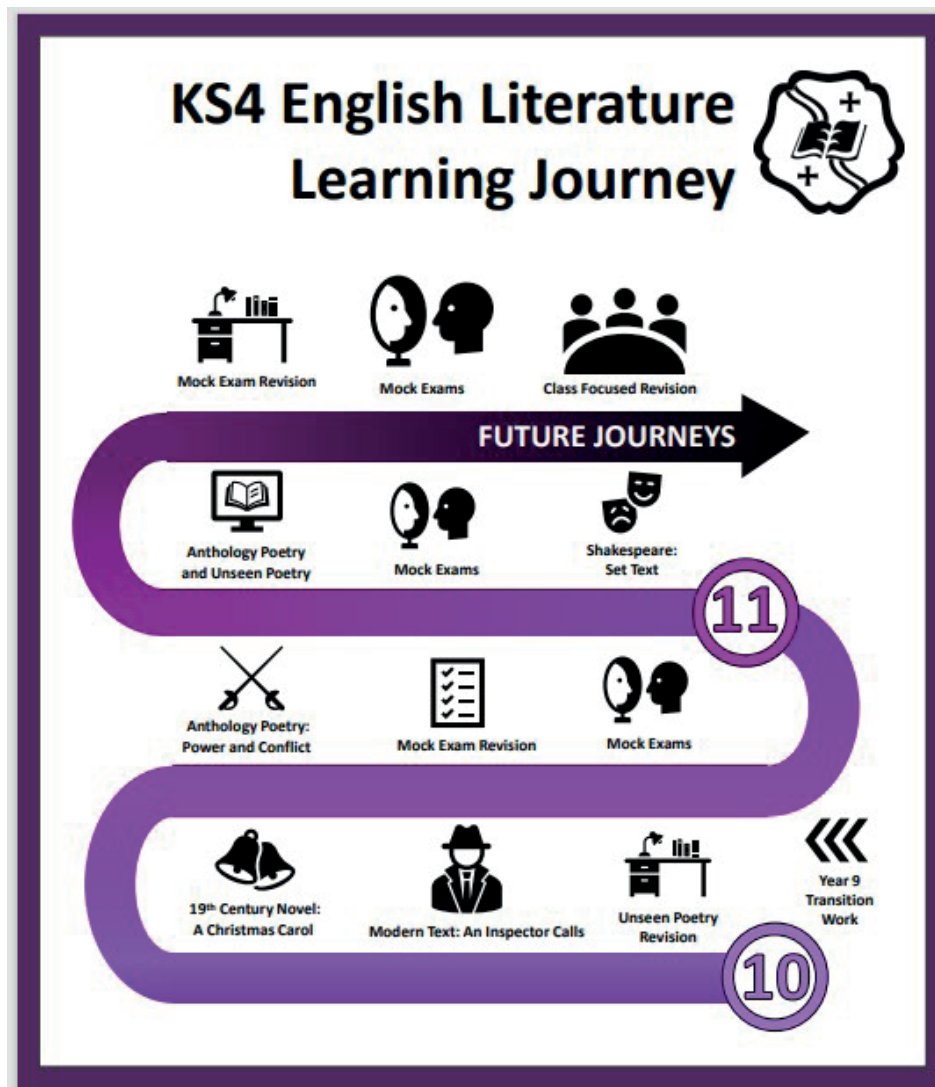 KS4 English Literature
Learning Journey
Mock Exam Revision
Mock Exams
Class Focused Revision
FUTURE JOURNEYS
Anthology Poetry
and Unseen Poetry
Mock Exams
Shakespeare:
Set Text
11
Anthology Poetry:
Power and Conflict
Mock Exam Revision
Mock Exams
19th Century Novel:
A Christmas Carol
Modern Text: An Inspector Calls
Unseen Poetry
Revision
Year 9
Transition
Work
10